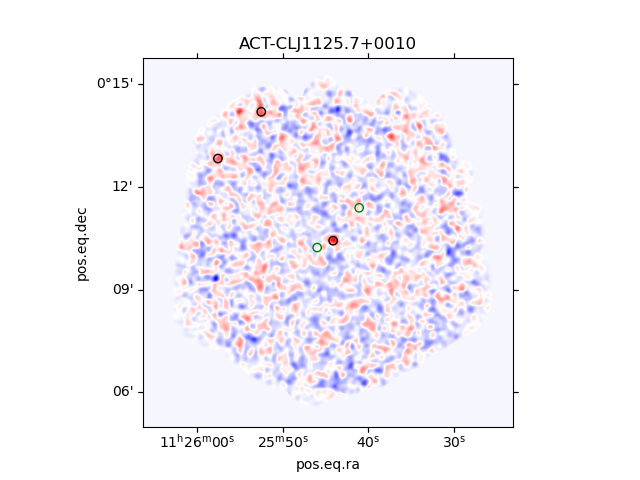 ACT-CLJ1125.7+0010
0°15'
12'
09'
06'
pos.eq.dec
11ʰ26ᵐ00ˢ 25ᵐ50ˢ 40ˢ 30ˢ
pos.eq.ra